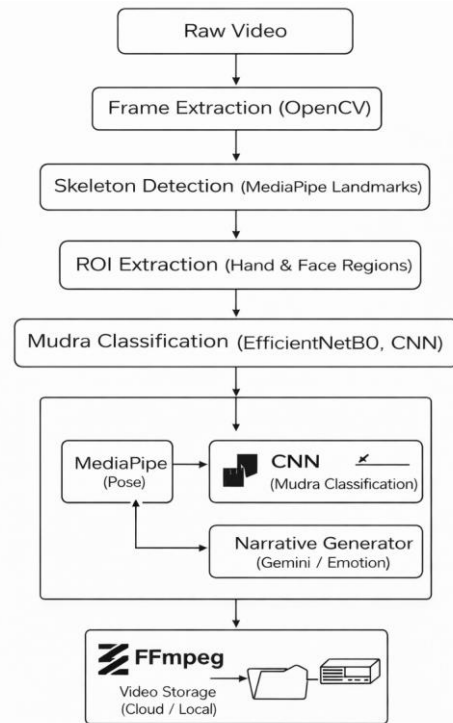 Raw Video
Frame Extraction (OpenCV)
Skeleton Detection (MediaPipe Landmarks)
ROI Extraction (Hand & Face Regions)
Mudra Classification (EfficientNetB0, CNN)
MediaPipe
(Pose)
CNN
(Mudra Classification)
Narrative Generator
(Gemini / Emotion)
FFmpeg
Video Storage
(Cloud / Local)